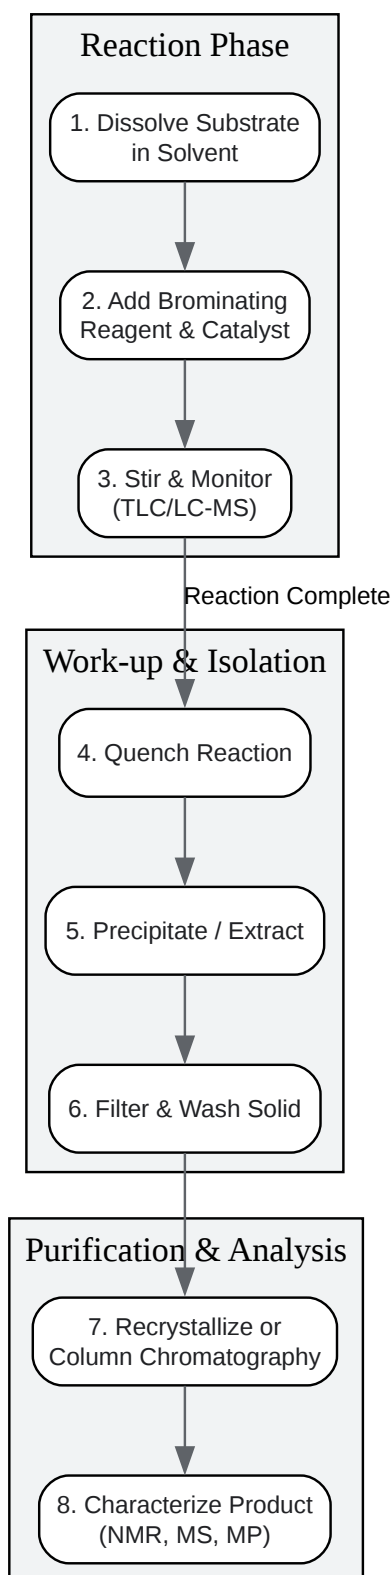 Reaction Phase
1. Dissolve Substrate
in Solvent
2. Add Brominating
Reagent & Catalyst
3. Stir & Monitor
(TLC/LC-MS)
Reaction Complete
Work-up & Isolation
4. Quench Reaction
5. Precipitate / Extract
6. Filter & Wash Solid
Purification & Analysis
7. Recrystallize or
Column Chromatography
8. Characterize Product
(NMR, MS, MP)